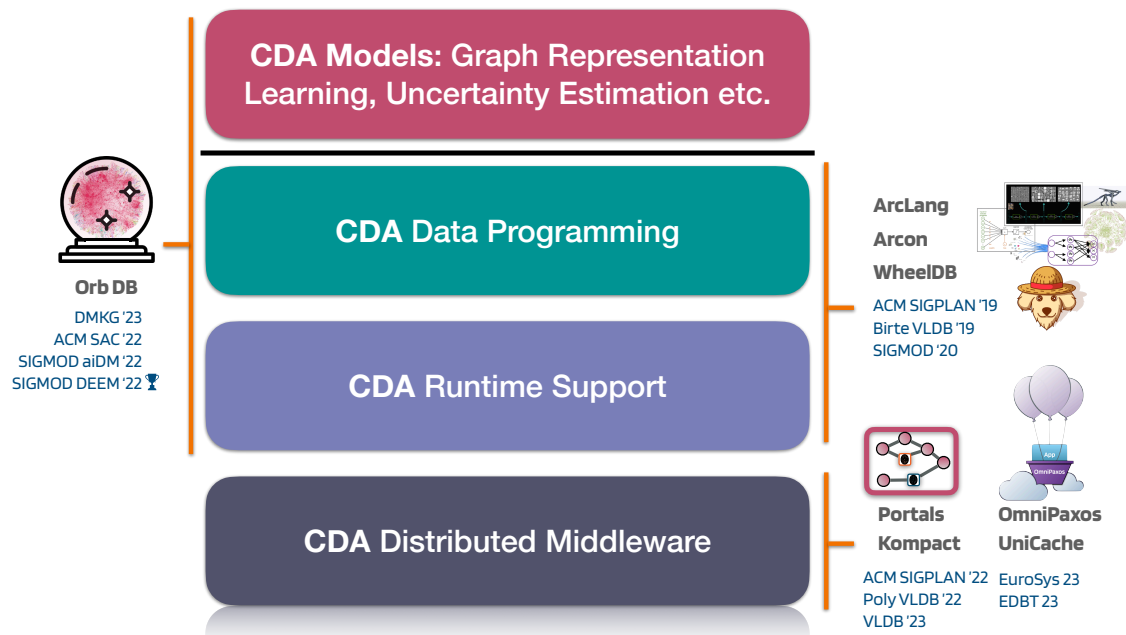 CDA Models: Graph Representation
Learning, Uncertainty Estimation etc.
CDA Data Programming
CDA Runtime Support
CDA Distributed Middleware
Orb DB
DMKG '23
ACM SAC '22
SIGMOD aiDM '22
SIGMOD DEEM '22
ArcLang
Arcon
WheelDB
ACM SIGPLAN '19
Birte VLDB '19
SIGMOD '20
App
OmniPaxos
Portals
Kompact
ACM SIGPLAN '22
Poly VLDB '22
VLDB '23
OmniPaxos
UniCache
EuroSys 23
EDBT 23